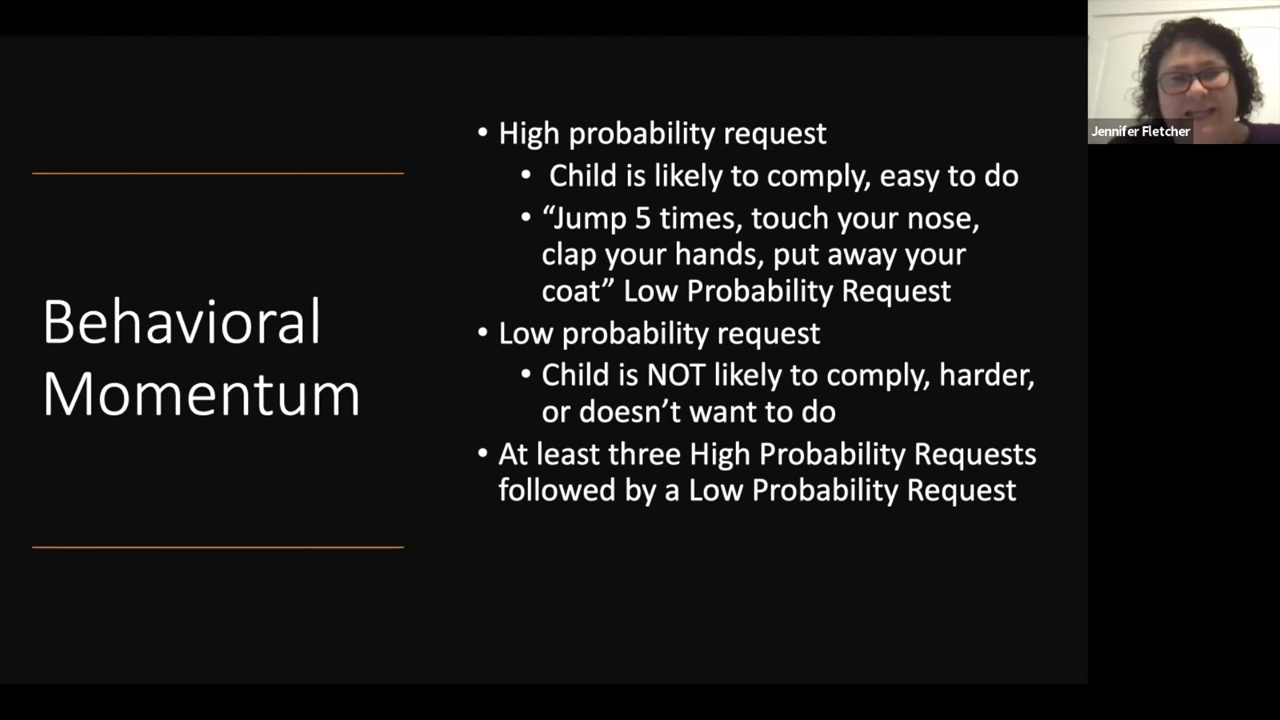 Behavioral
Momentum
• High probability request
• Child is likely to comply, easy to do
• “Jump 5 times, touch your nose,
clap your hands, put away your
coat” Low Probability Request
• Low probability request
• Child is NOT likely to comply, harder,
or doesn’t want to do
• At least three High Probability Requests
followed by a Low Probability Request
Jennifer Fletcher